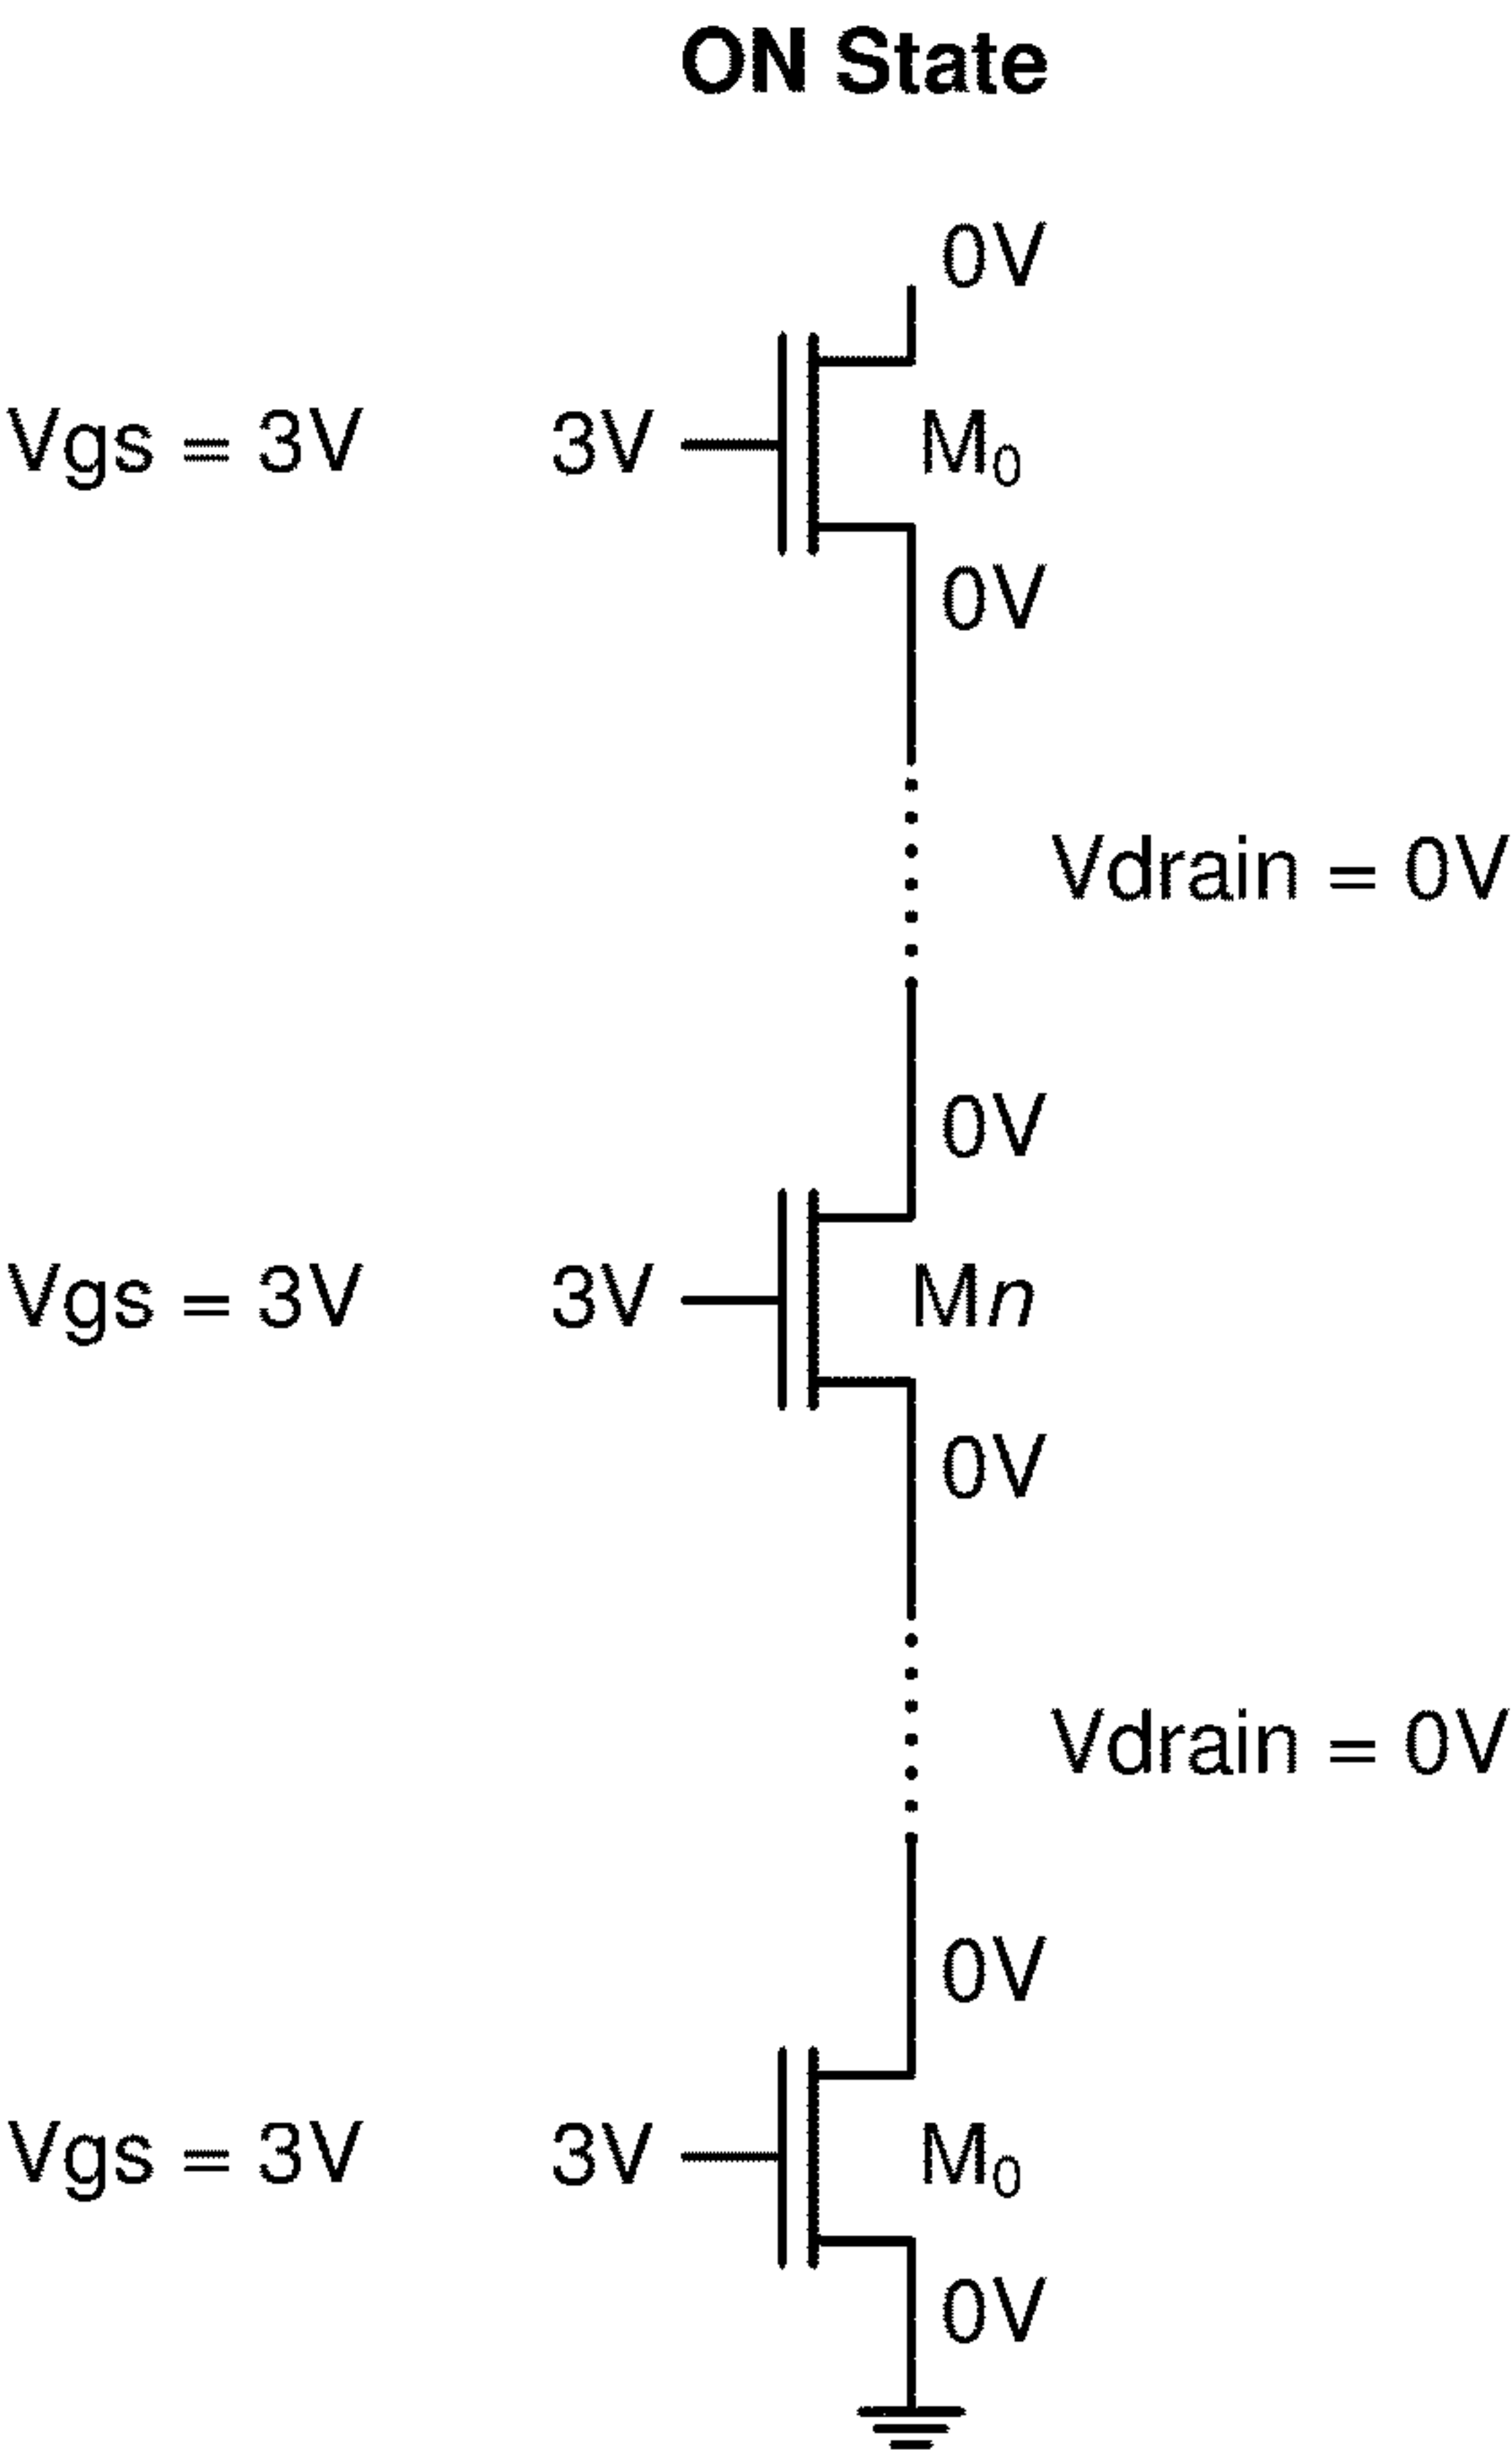 ON State
0V
Vgs = 3V 3V M0
0V
Vdrain = 0V
0V
Vgs = 3V 3V Mn
0V
Vdrain = 0V
0V
Vgs = 3V 3V M0
0V